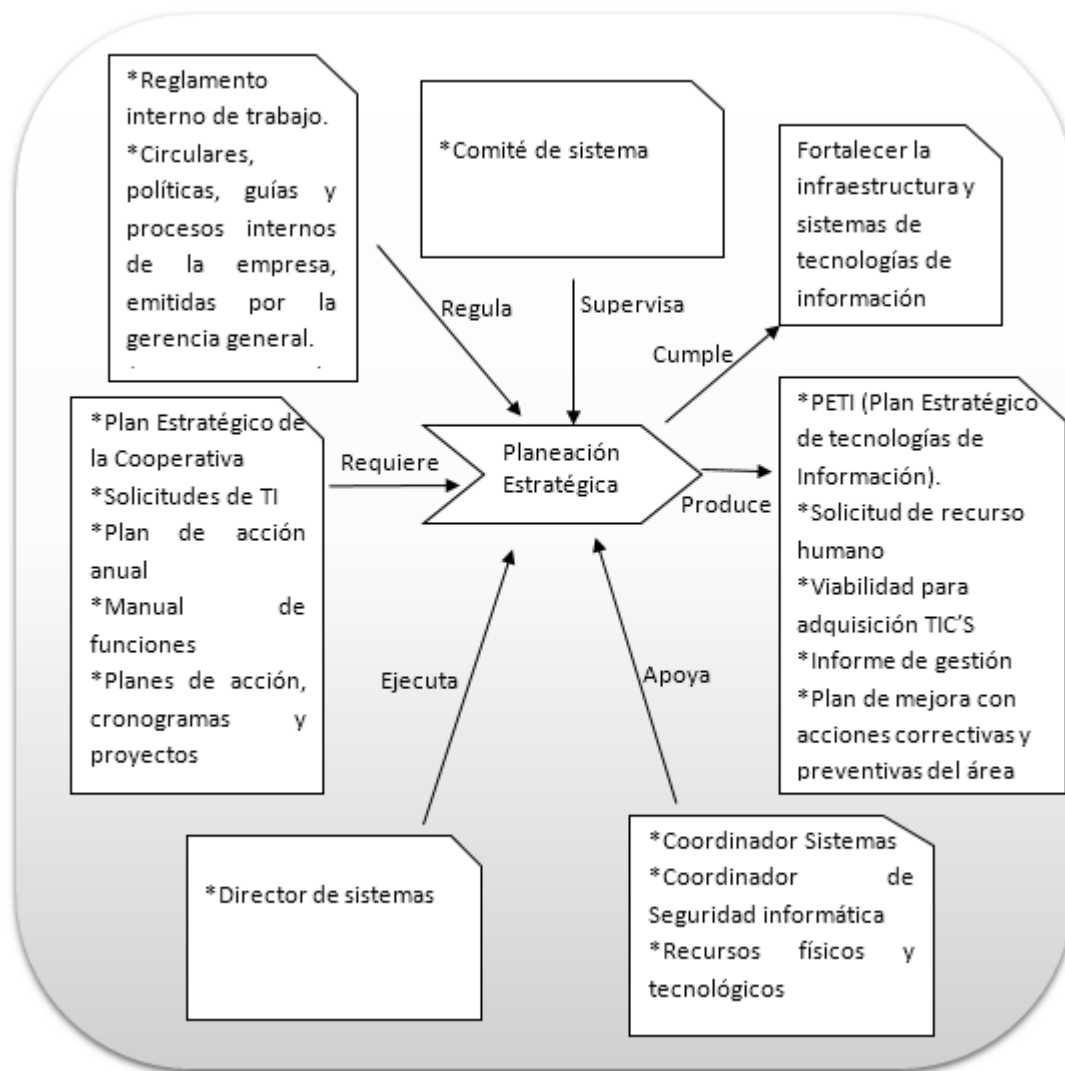 *Reglamento
interno de trabajo.
*Circulares,
políticas, guías y
procesos internos
de la empresa,
emitidas por la
gerencia general.
*Comité de sistema
Fortalecer la
infraestructura y
sistemas de
tecnologías de
información
Regula
Supervisa
Cumple
*Plan Estratégico de
la Cooperativa
*Solicitudes de TI
*Plan de acción
anual
*Manual de
funciones
*Planes de acción,
cronogramas y
proyectos
Requiere
Planeación
Estratégica
Produce
*PETI (Plan Estratégico
de tecnologías de
Información).
*Solicitud de recurso
humano
*Viabilidad para
adquisición TIC'S
*Informe de gestión
*Plan de mejora con
acciones correctivas y
preventivas del área
Ejecuta
Apoya
*Director de sistemas
*Coordinador Sistemas
*Coordinador de
Seguridad informática
*Recursos físicos y
tecnológicos